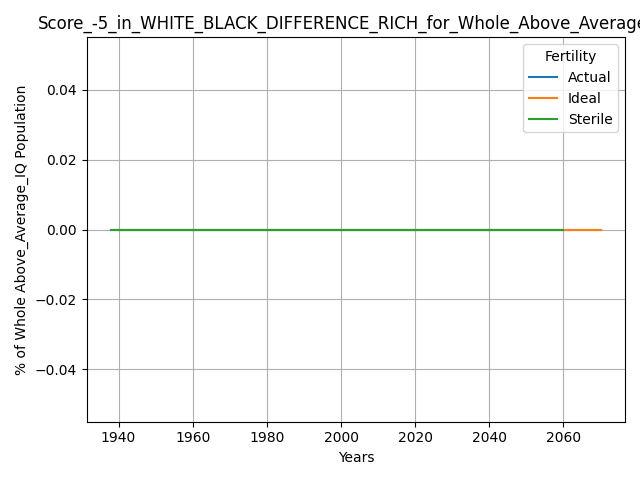 Score_-5_in_WHITE_BLACK_DIFFERENCE_RICH_for_Whole_Above_Average
Fertility
Actual
Ideal
Sterile
% of Whole Above_Average_IQ Population
0.04
0.02
0.00
−0.02
−0.04
1940 1960 1980 2000 2020 2040 2060
Years